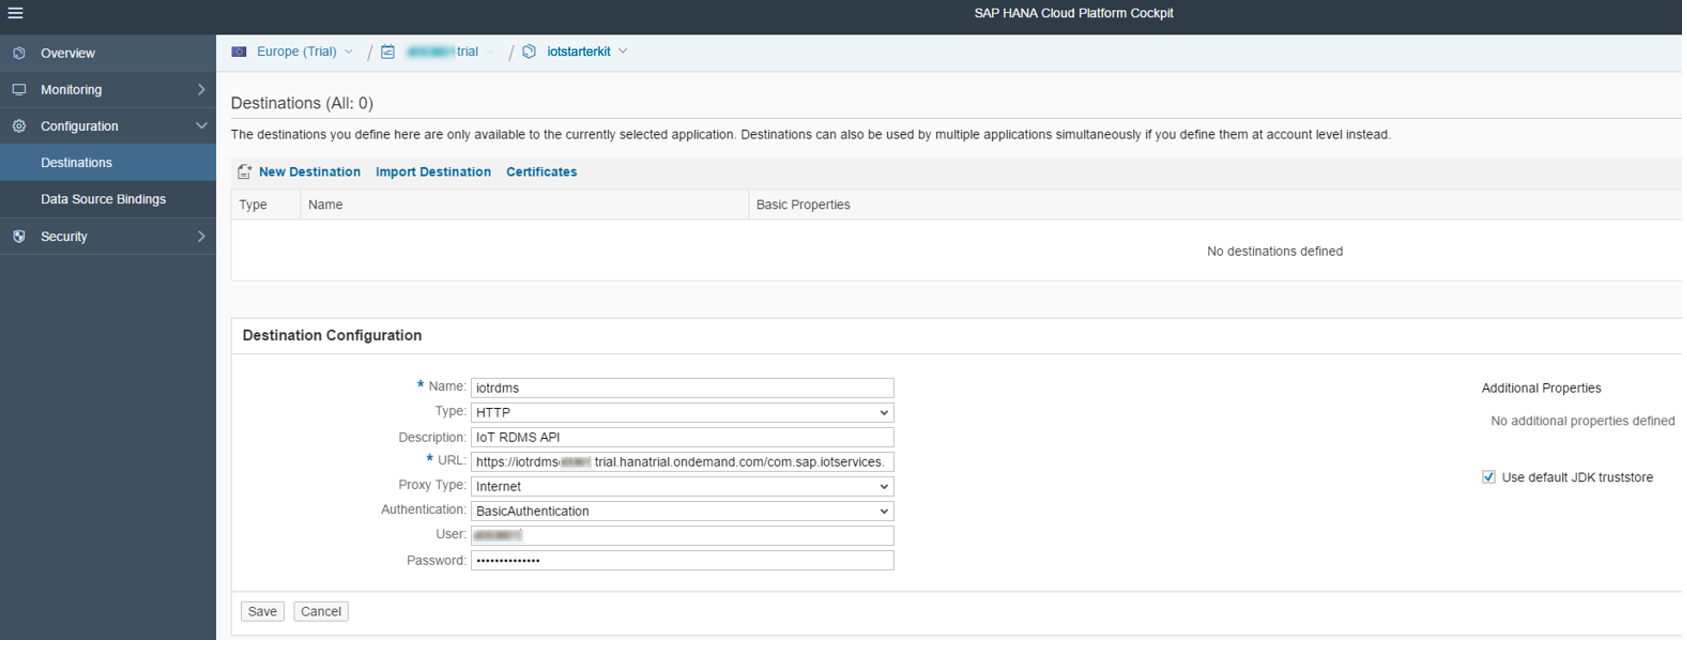 SAP HANA Cloud Platform Cockpit
Overview
Monitoring
Configuration
Destinations
Data Source Bindings
Security
Europe (Trial) / trial / iotstarterkit
Destinations (All: 0)
The destinations you define here are only available to the currently selected application. Destinations can also be used by multiple applications simultaneously if you define them at account level instead.
New Destination Import Destination Certificates
Type Name Basic Properties
No destinations defined
Destination Configuration
* Name: iotrdms
Type: HTTP
Description: IoT RDMS API
* URL: https://iotrdms trial.hanatrial.ondemand.com/com.sap.iotservices.
Proxy Type: Internet
Authentication: BasicAuthentication
User:
Password: ••••••••••••••
Additional Properties
No additional properties defined
Use default JDK truststore
Save Cancel